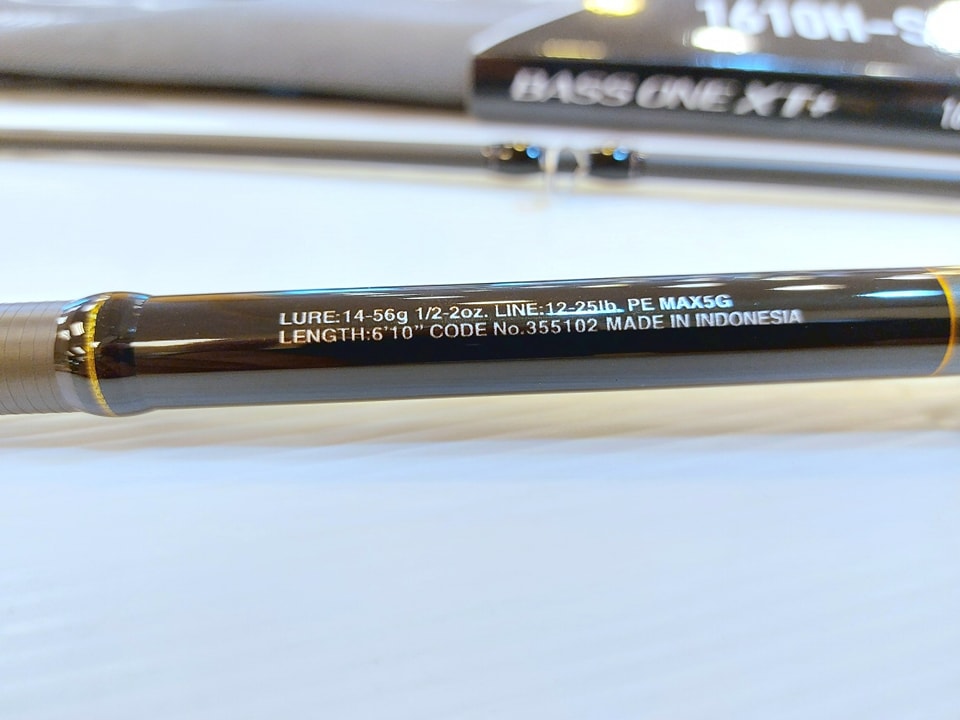 1610H-S
BASS ONE XT+
LURE:14-56g 1/2-2oz. LINE:12-25lb. PE MAX5G
LENGTH:6'10" CODE No.355102 MADE IN INDONESIA